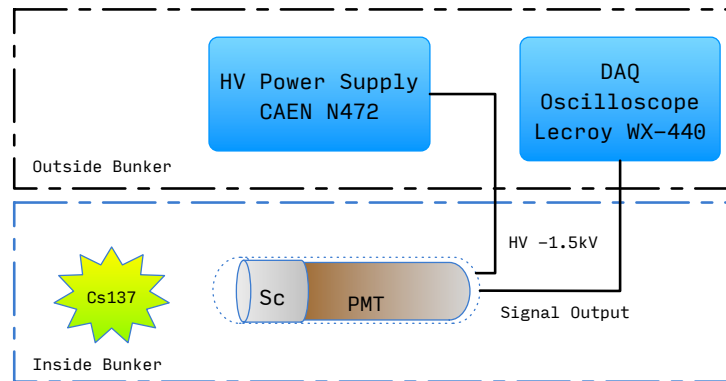 HV Power Supply
CAEN N472
DAQ
Oscilloscope
Lecroy WX-440
Outside Bunker
HV -1.5kV
Cs137
Sc
PMT
Signal Output
Inside Bunker